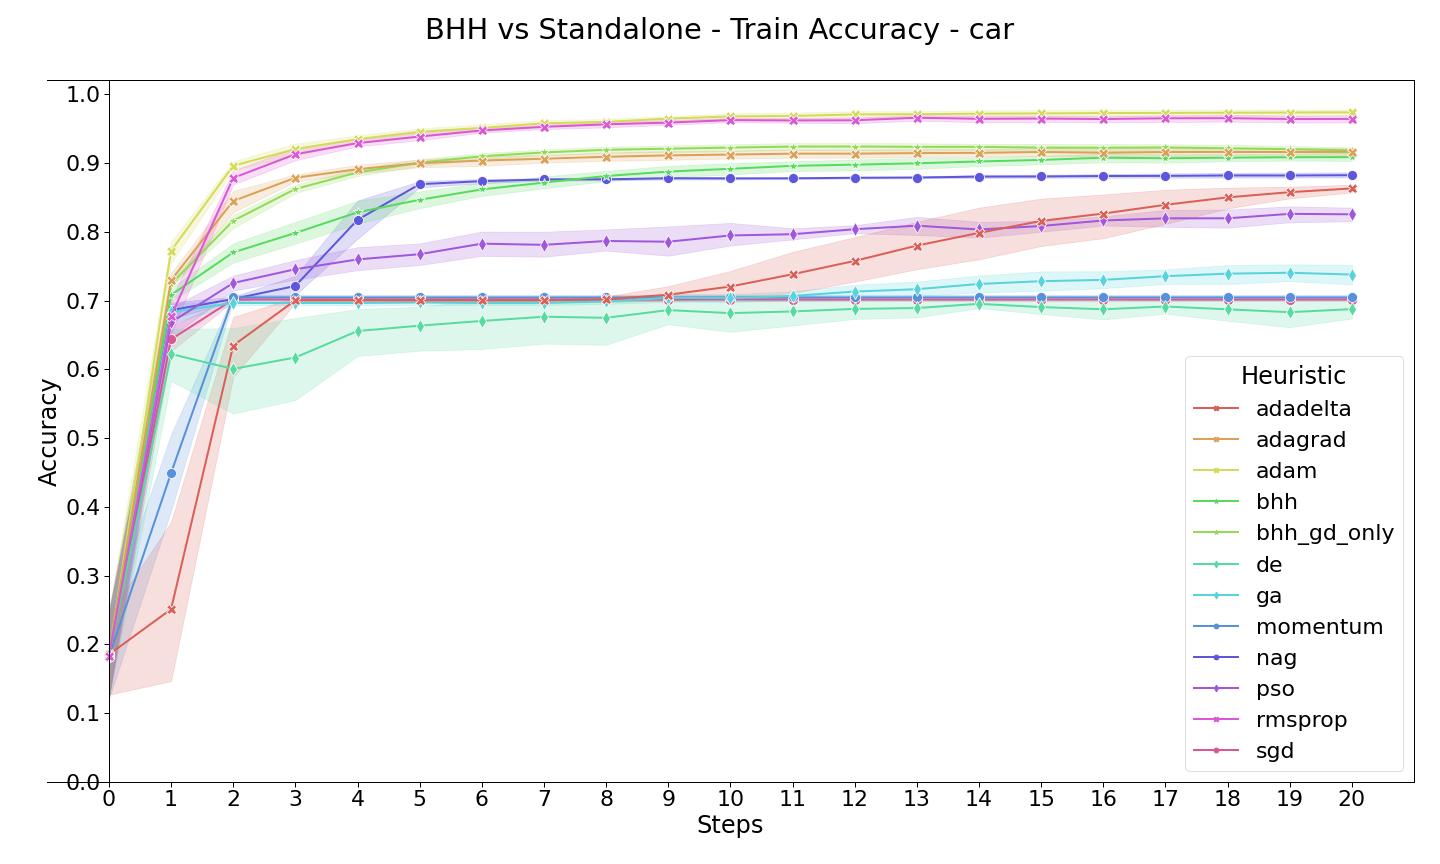 BHH vs Standalone - Train Accuracy - car
1.0
0.9
0.8
0.7
0.6
0.5
0.4
0.3
0.2
0.1
0.0
Accuracy
Heuristic
adadelta
adagrad
adam
bhh
bhh_gd_only
de
ga
momentum
nag
pso
rmsprop
sgd
0 1 2 3 4 5 6 7 8 9 10 11 12 13 14 15 16 17 18 19 20
Steps